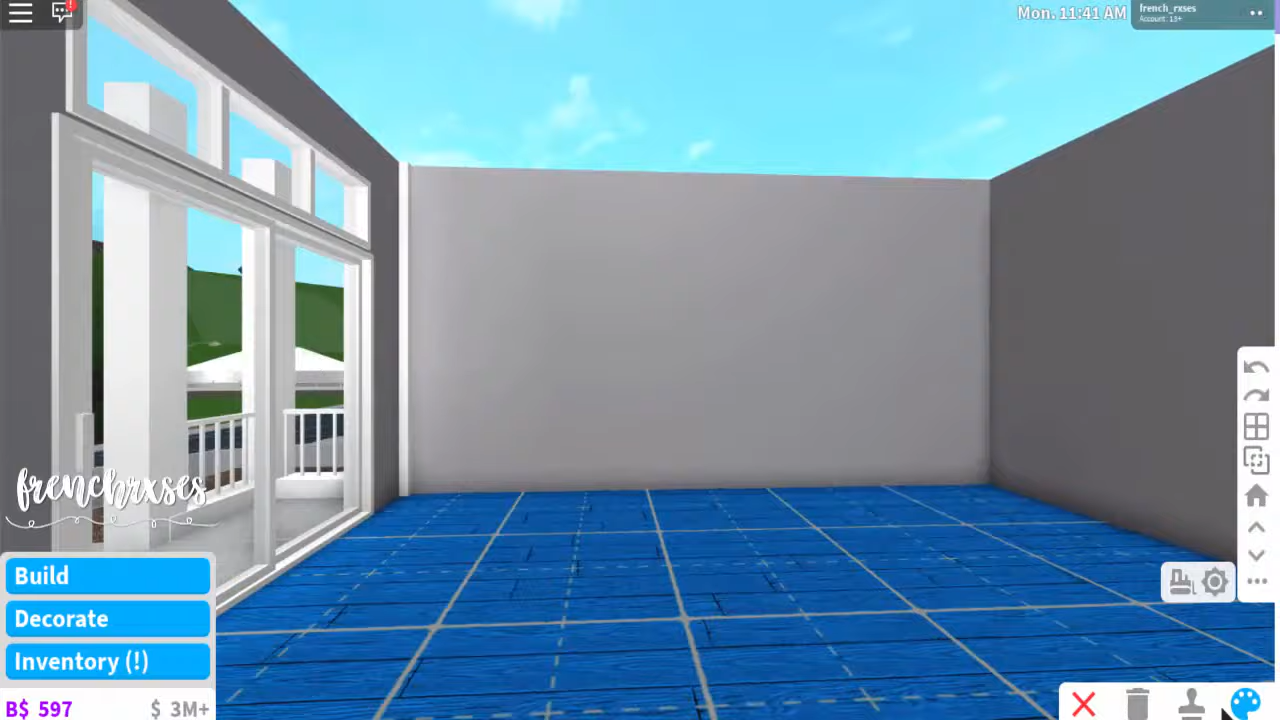 Mon. 11:41 AM
french_rxses
Account: 13+
frenchrxses
Build
Decorate
Inventory (!)
B$ 597
$ 3M+